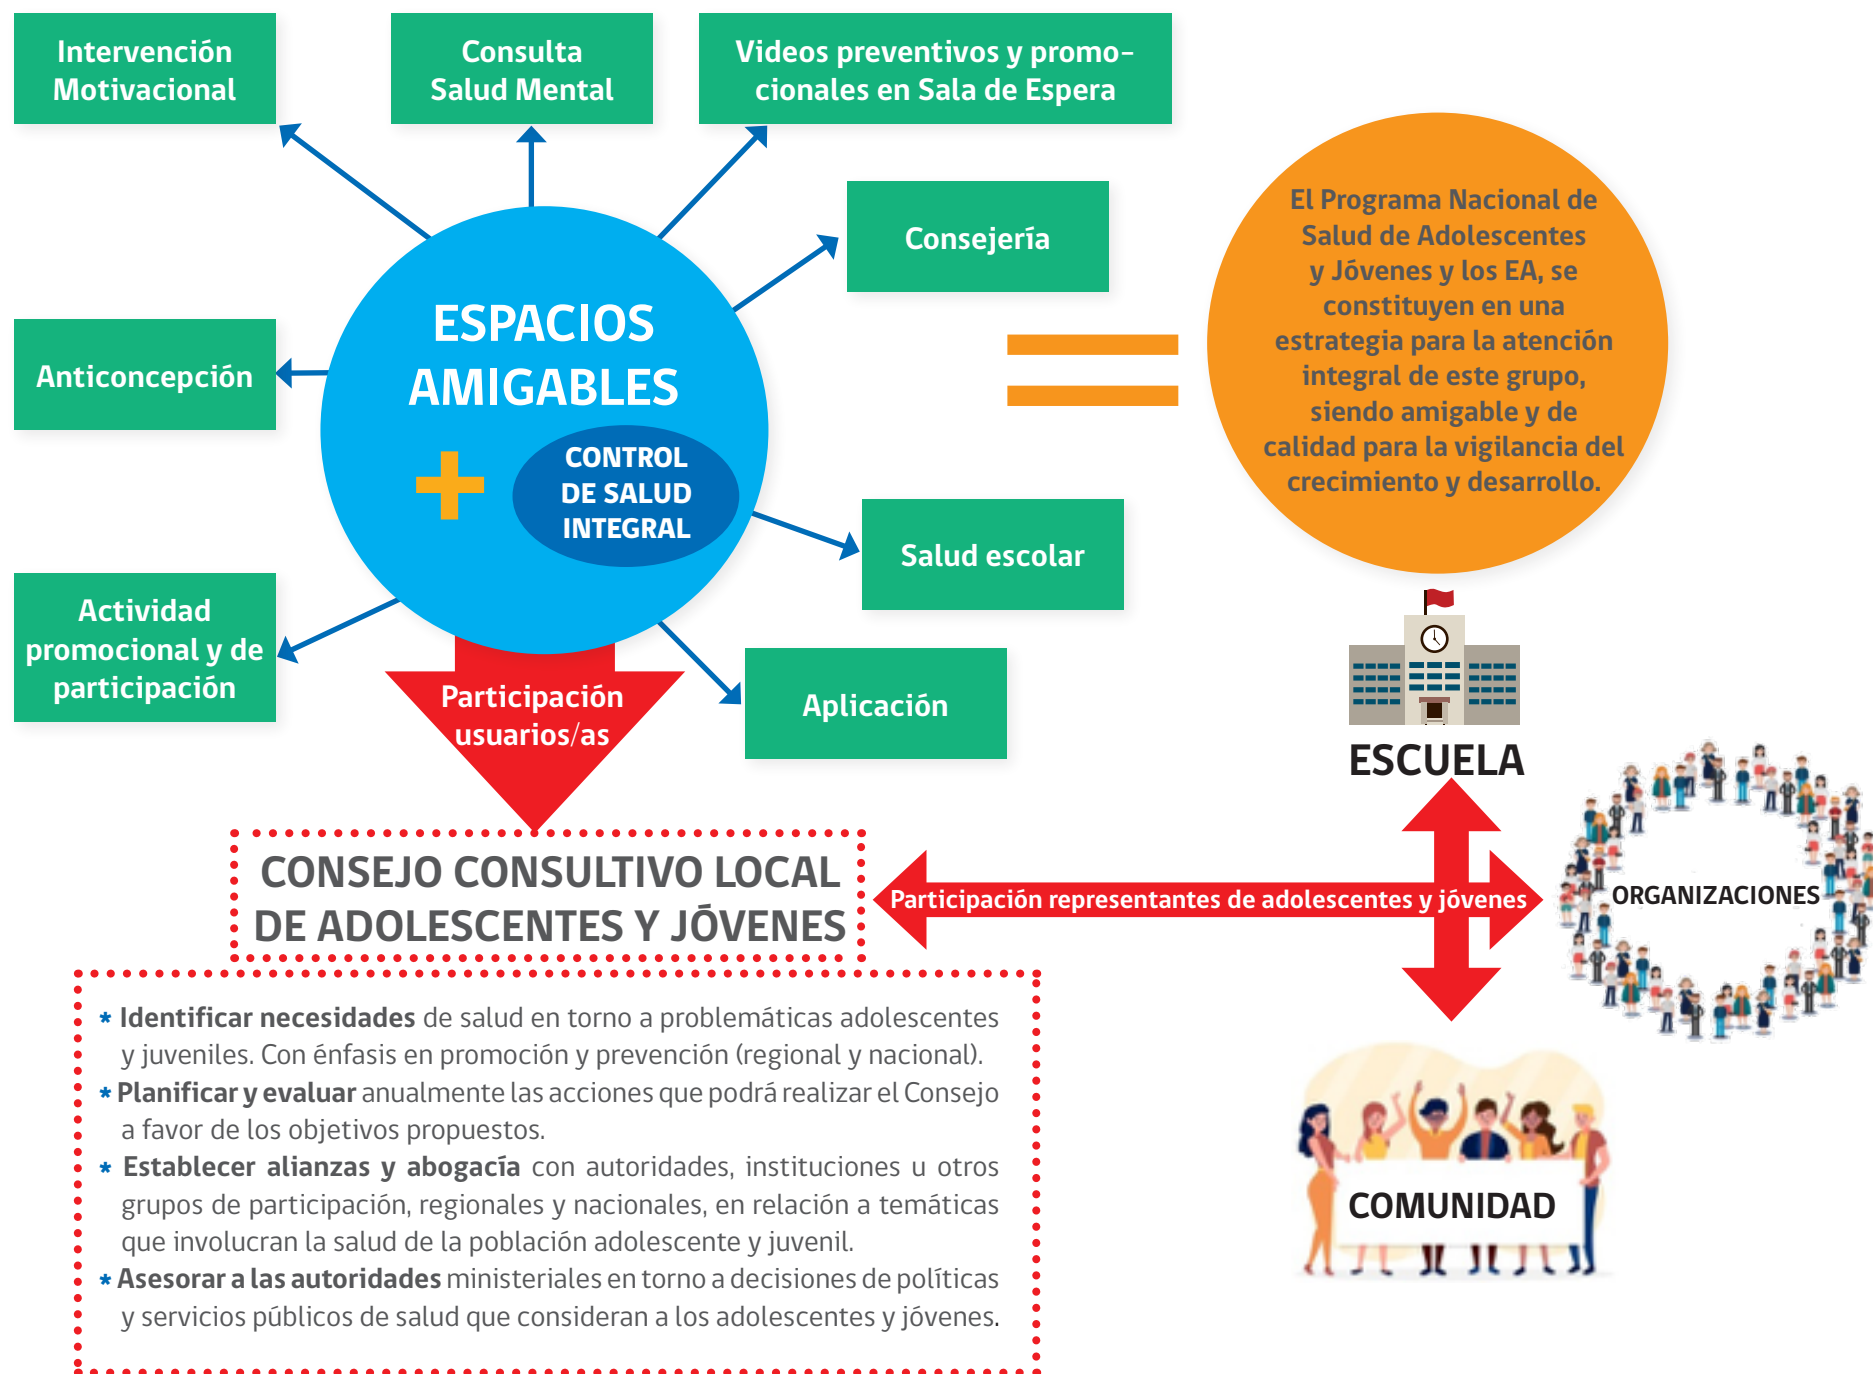 Intervención
Motivacional
Consulta
Salud Mental
Videos preventivos y promo-
cionales en Sala de Espera
Consejería
Anticoncepción
ESPACIOS
AMIGABLES
+
CONTROL
DE SALUD
INTEGRAL
Salud escolar
Actividad
promocional y de
participación
Aplicación
Participación
usuarios/as
El Programa Nacional de
Salud de Adolescentes
y Jóvenes y los EA, se
constituyen en una
estrategia para la atención
integral de este grupo,
siendo amigable y de
calidad para la vigilancia del
crecimiento y desarrollo.
ESCUELA
CONSEJO CONSULTIVO LOCAL
DE ADOLESCENTES Y JÓVENES
Participación representantes de adolescentes y jóvenes
ORGANIZACIONES
COMUNIDAD
* Identificar necesidades de salud en torno a problemáticas adolescentes
y juveniles. Con énfasis en promoción y prevención (regional y nacional).
* Planificar y evaluar anualmente las acciones que podrá realizar el Consejo
a favor de los objetivos propuestos.
* Establecer alianzas y abogacía con autoridades, instituciones u otros
grupos de participación, regionales y nacionales, en relación a temáticas
que involucran la salud de la población adolescente y juvenil.
* Asesorar a las autoridades ministeriales en torno a decisiones de políticas
y servicios públicos de salud que consideran a los adolescentes y jóvenes.